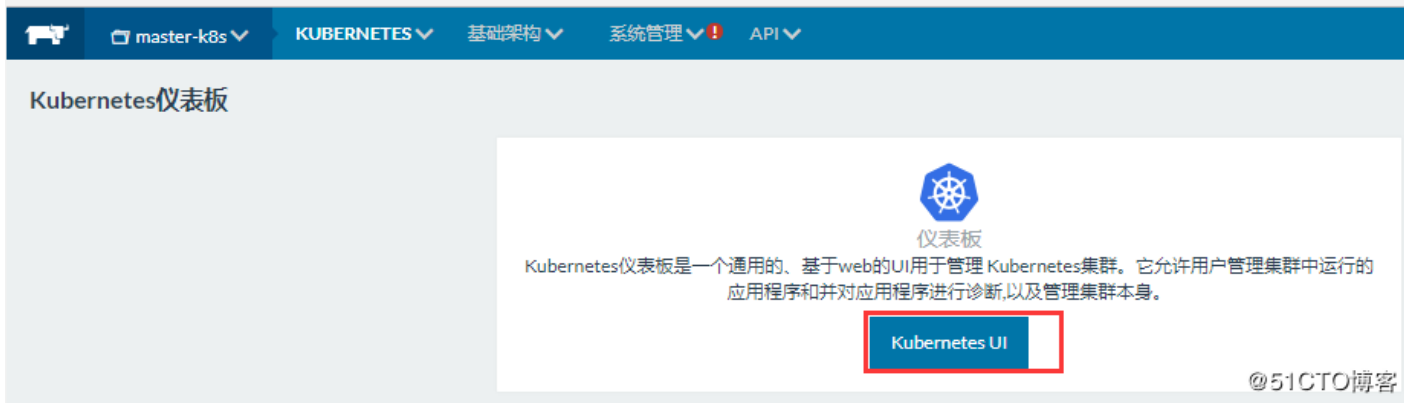 master-k8s KUBERNETES 基础架构 系统管理 ! API
Kubernetes仪表板
仪表板
Kubernetes仪表板是一个通用的、基于web的UI用于管理 Kubernetes集群。它允许用户管理集群中运行的
应用程序和并对应用程序进行诊断,以及管理集群本身。
Kubernetes UI
@51CTO博客